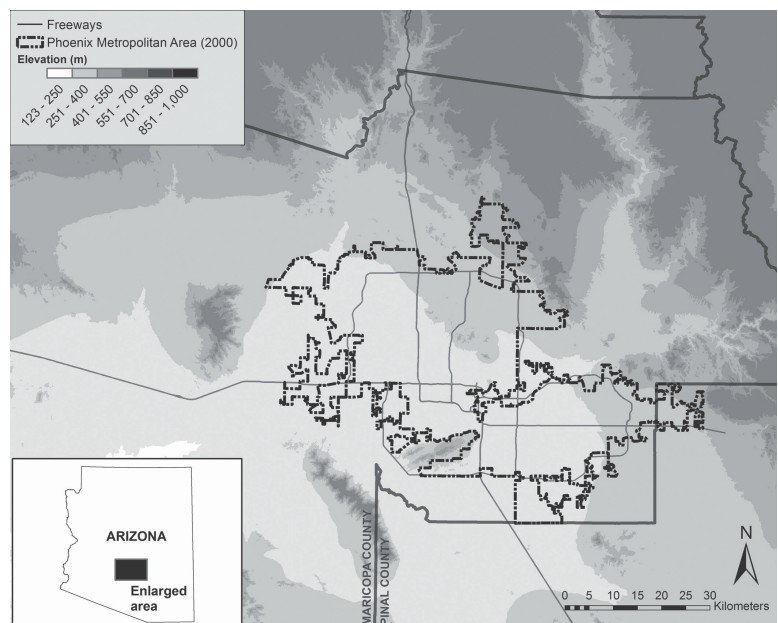 Freeways
Phoenix Metropolitan Area (2000)
Elevation (m)
123 - 250
251 - 400
401 - 550
551 - 700
701 - 850
851 - 1,000
ARIZONA
Enlarged
area
MARICOPA COUNTY
PINAL COUNTY
N
0 5 10 15 20 25 30
Kilometers